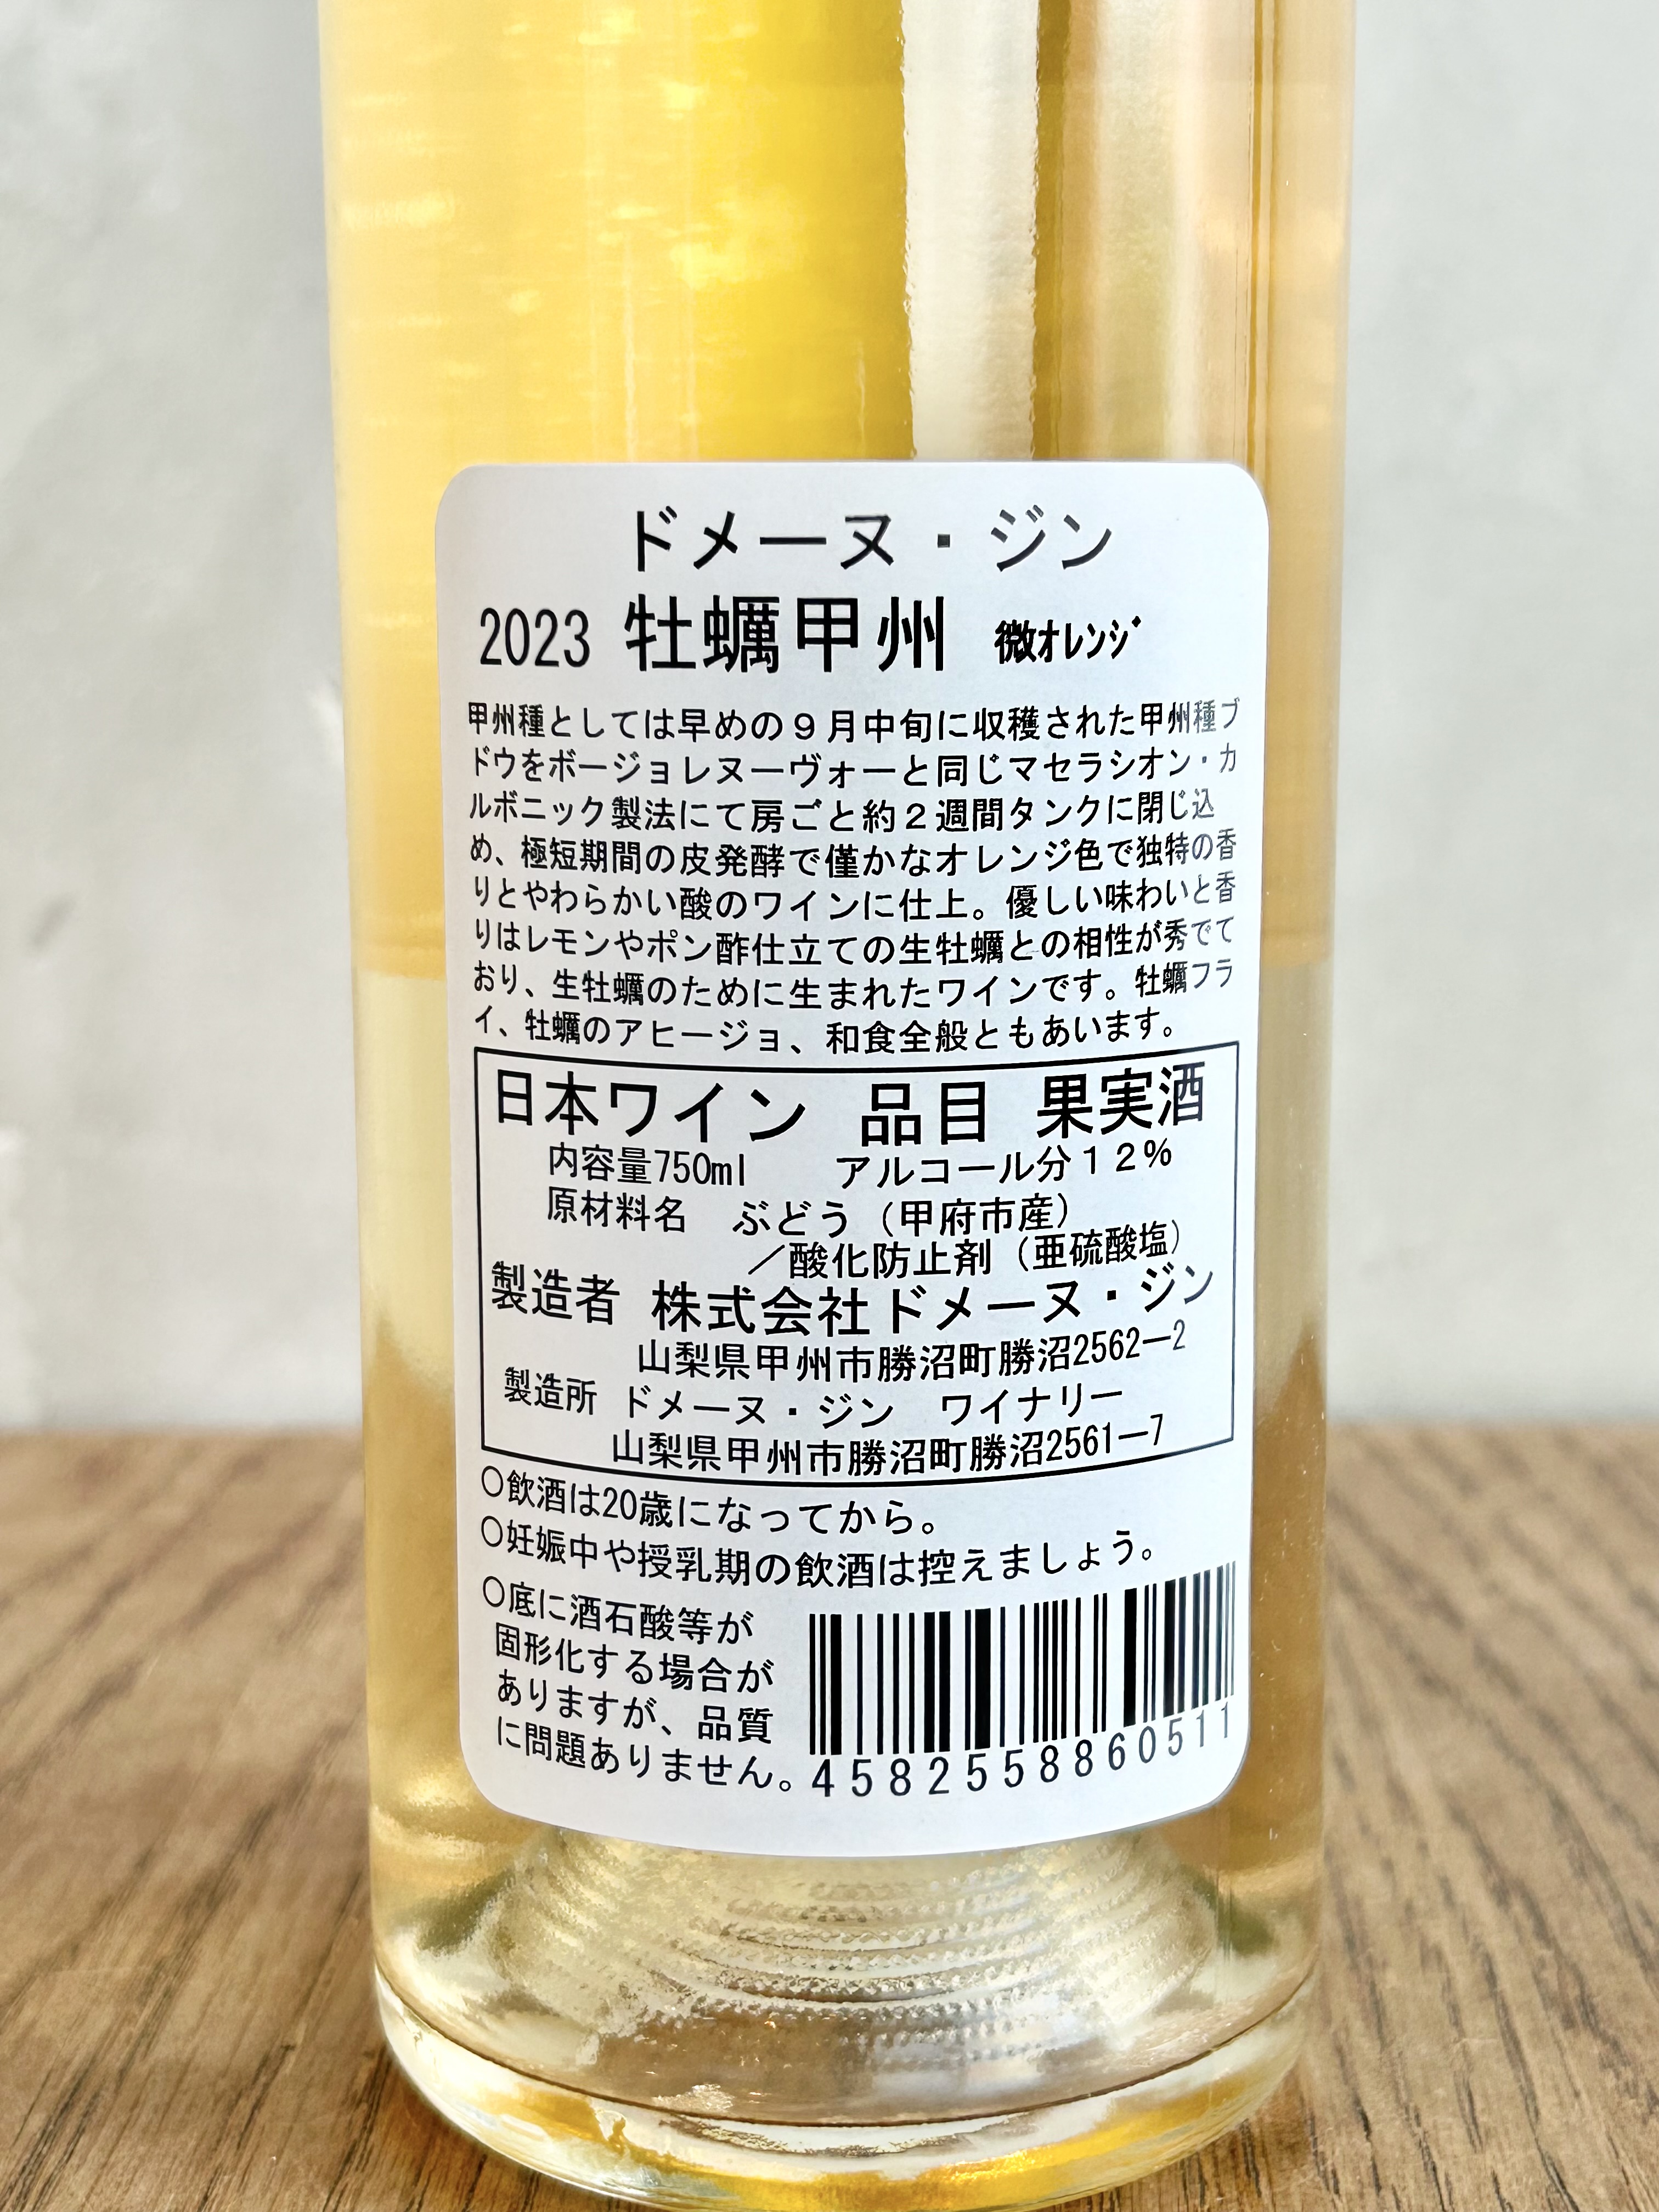 ドメーヌ・ジン
2023 牡蠣甲州 微オレンジ
甲州種としては早めの９月中旬に収穫された甲州種ブ
ドウをボージョレヌーヴォーと同じマセラシオン・カ
ルボニック製法にて房ごと約２週間タンクに閉じ込
め、極短期間の皮発酵で僅かなオレンジ色で独特の香
りとやわらかい酸のワインに仕上。優しい味わいと香
りはレモンやポン酢仕立ての生牡蠣との相性が秀でて
おり、生牡蠣のために生まれたワインです。牡蠣フラ
イ、牡蠣のアヒージョ、和食全般ともあいます。
日本ワイン 品目 果実酒
内容量750ml アルコール分１２％
原材料名 ぶどう（甲府市産）
／酸化防止剤（亜硫酸塩）
製造者 株式会社ドメーヌ・ジン
山梨県甲州市勝沼町勝沼2562ー2
製造所 ドメーヌ・ジン ワイナリー
山梨県甲州市勝沼町勝沼2561ー7
○飲酒は20歳になってから。
○妊娠中や授乳期の飲酒は控えましょう。
○底に酒石酸等が
固形化する場合が
ありますが、品質
に問題ありません。
4582558860511